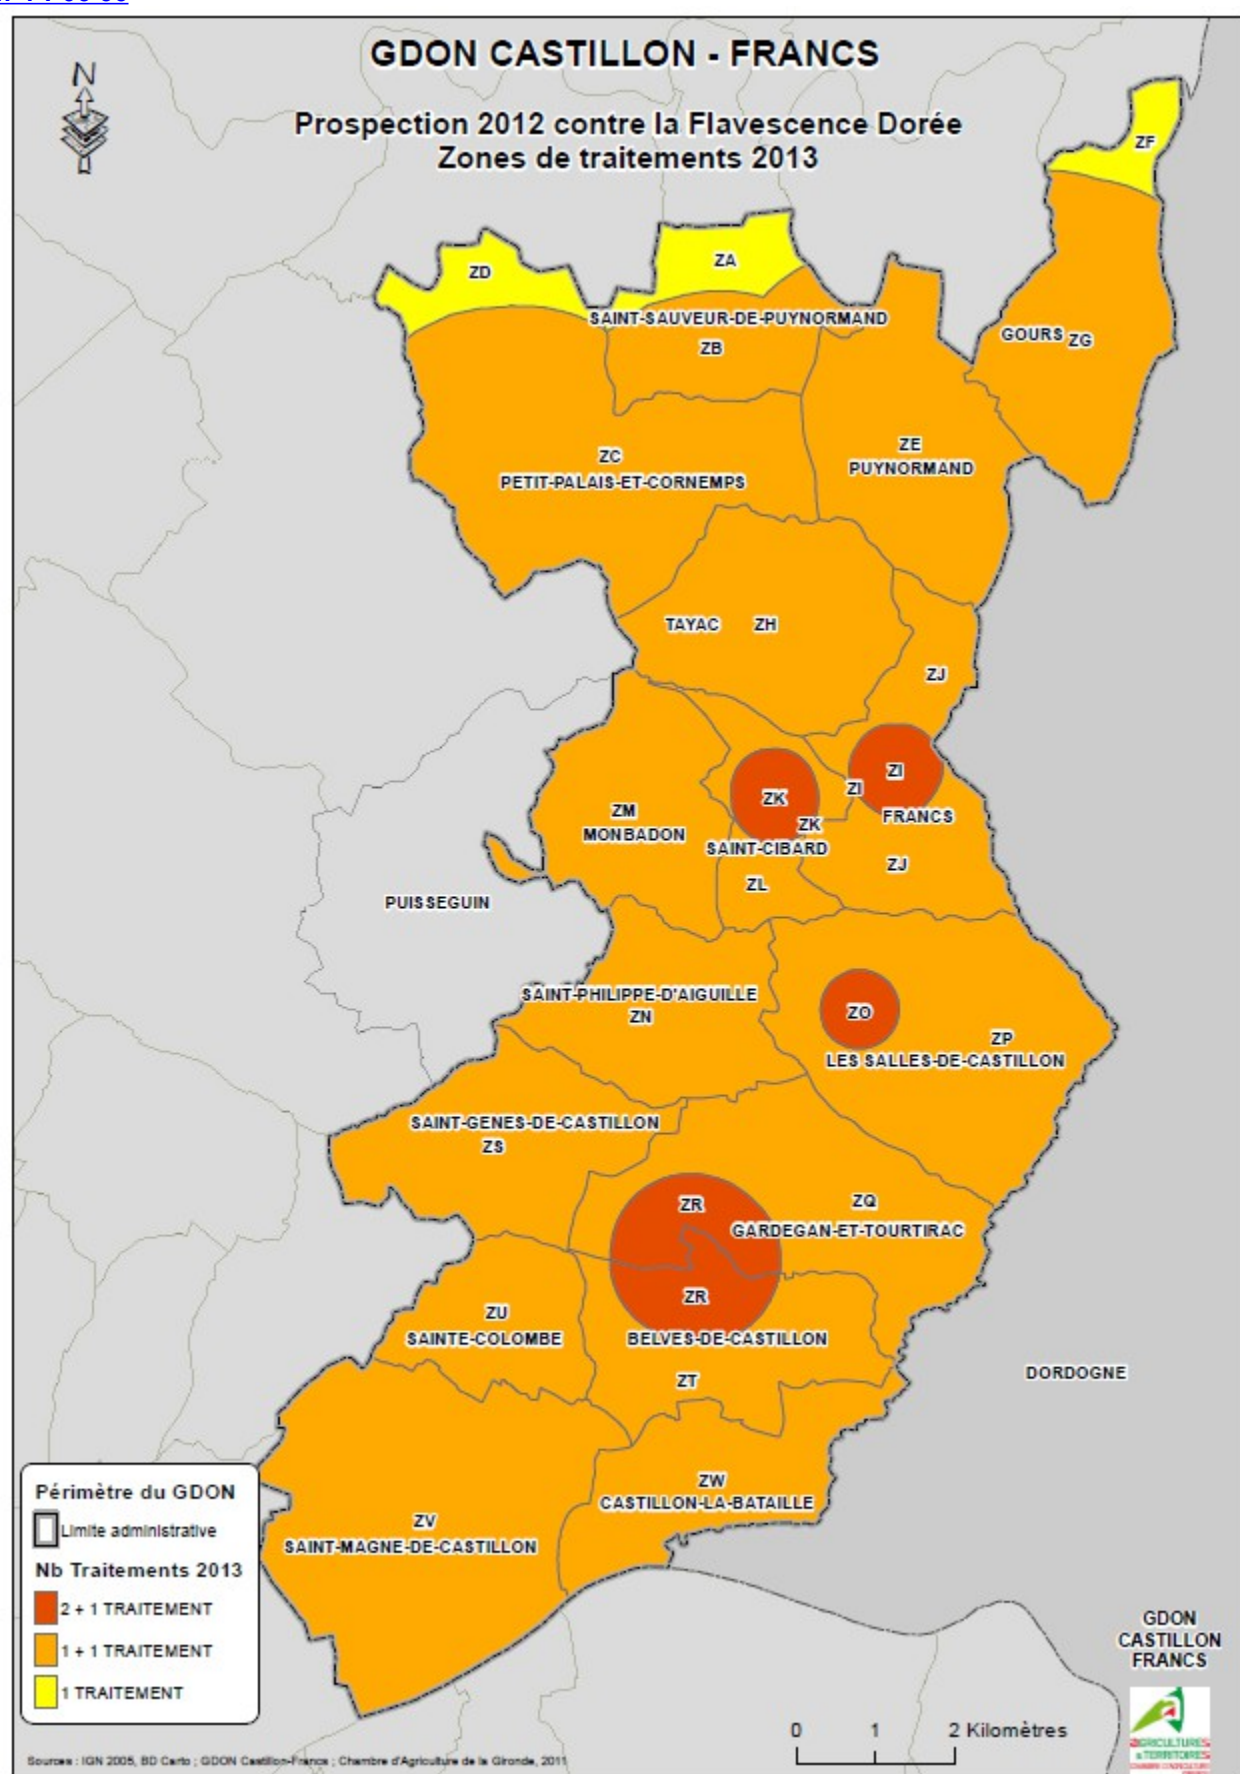 GDON CASTILLON - FRANCS
N
Prospection 2012 contre la Flavescence Dorée
Zones de traitements 2013
ZF
ZD
ZA
SAINT-SAUVEUR-DE-PUYNORMAND
ZB
GOURS ZG
ZC
PETIT-PALAIS-ET-CORNEMPS
ZE
PUYNORMAND
TAYAC ZH
ZJ
ZI
ZI
ZK
ZK
FRANCS
ZM
MONBADON
SAINT-CIBARD
ZJ
ZL
PUISSEGUIN
SAINT-PHILIPPE-D'AIGUILLE
ZN
ZO
ZP
LES SALLES-DE-CASTILLON
SAINT-GENES-DE-CASTILLON
ZS
ZR
ZQ
GARDEGAN-ET-TOURTIRAC
ZR
ZU
SAINTE-COLOMBE
BELVES-DE-CASTILLON
ZT
DORDOGNE
ZW
CASTILLON-LA-BATAILLE
ZV
SAINT-MAGNE-DE-CASTILLON
Périmètre du GDON
Limite administrative
Nb Traitements 2013
2 + 1 TRAITEMENT
1 + 1 TRAITEMENT
1 TRAITEMENT
GDON
CASTILLON
FRANCS
0 1 2 Kilomètres
AGRICULTURES
& TERRITOIRES
CHAMBRE D'AGRICULTURE
Sources : IGN 2005, BD Carto ; GDON Castillon-Francs ; Chambre d'Agriculture de la Gironde, 2011